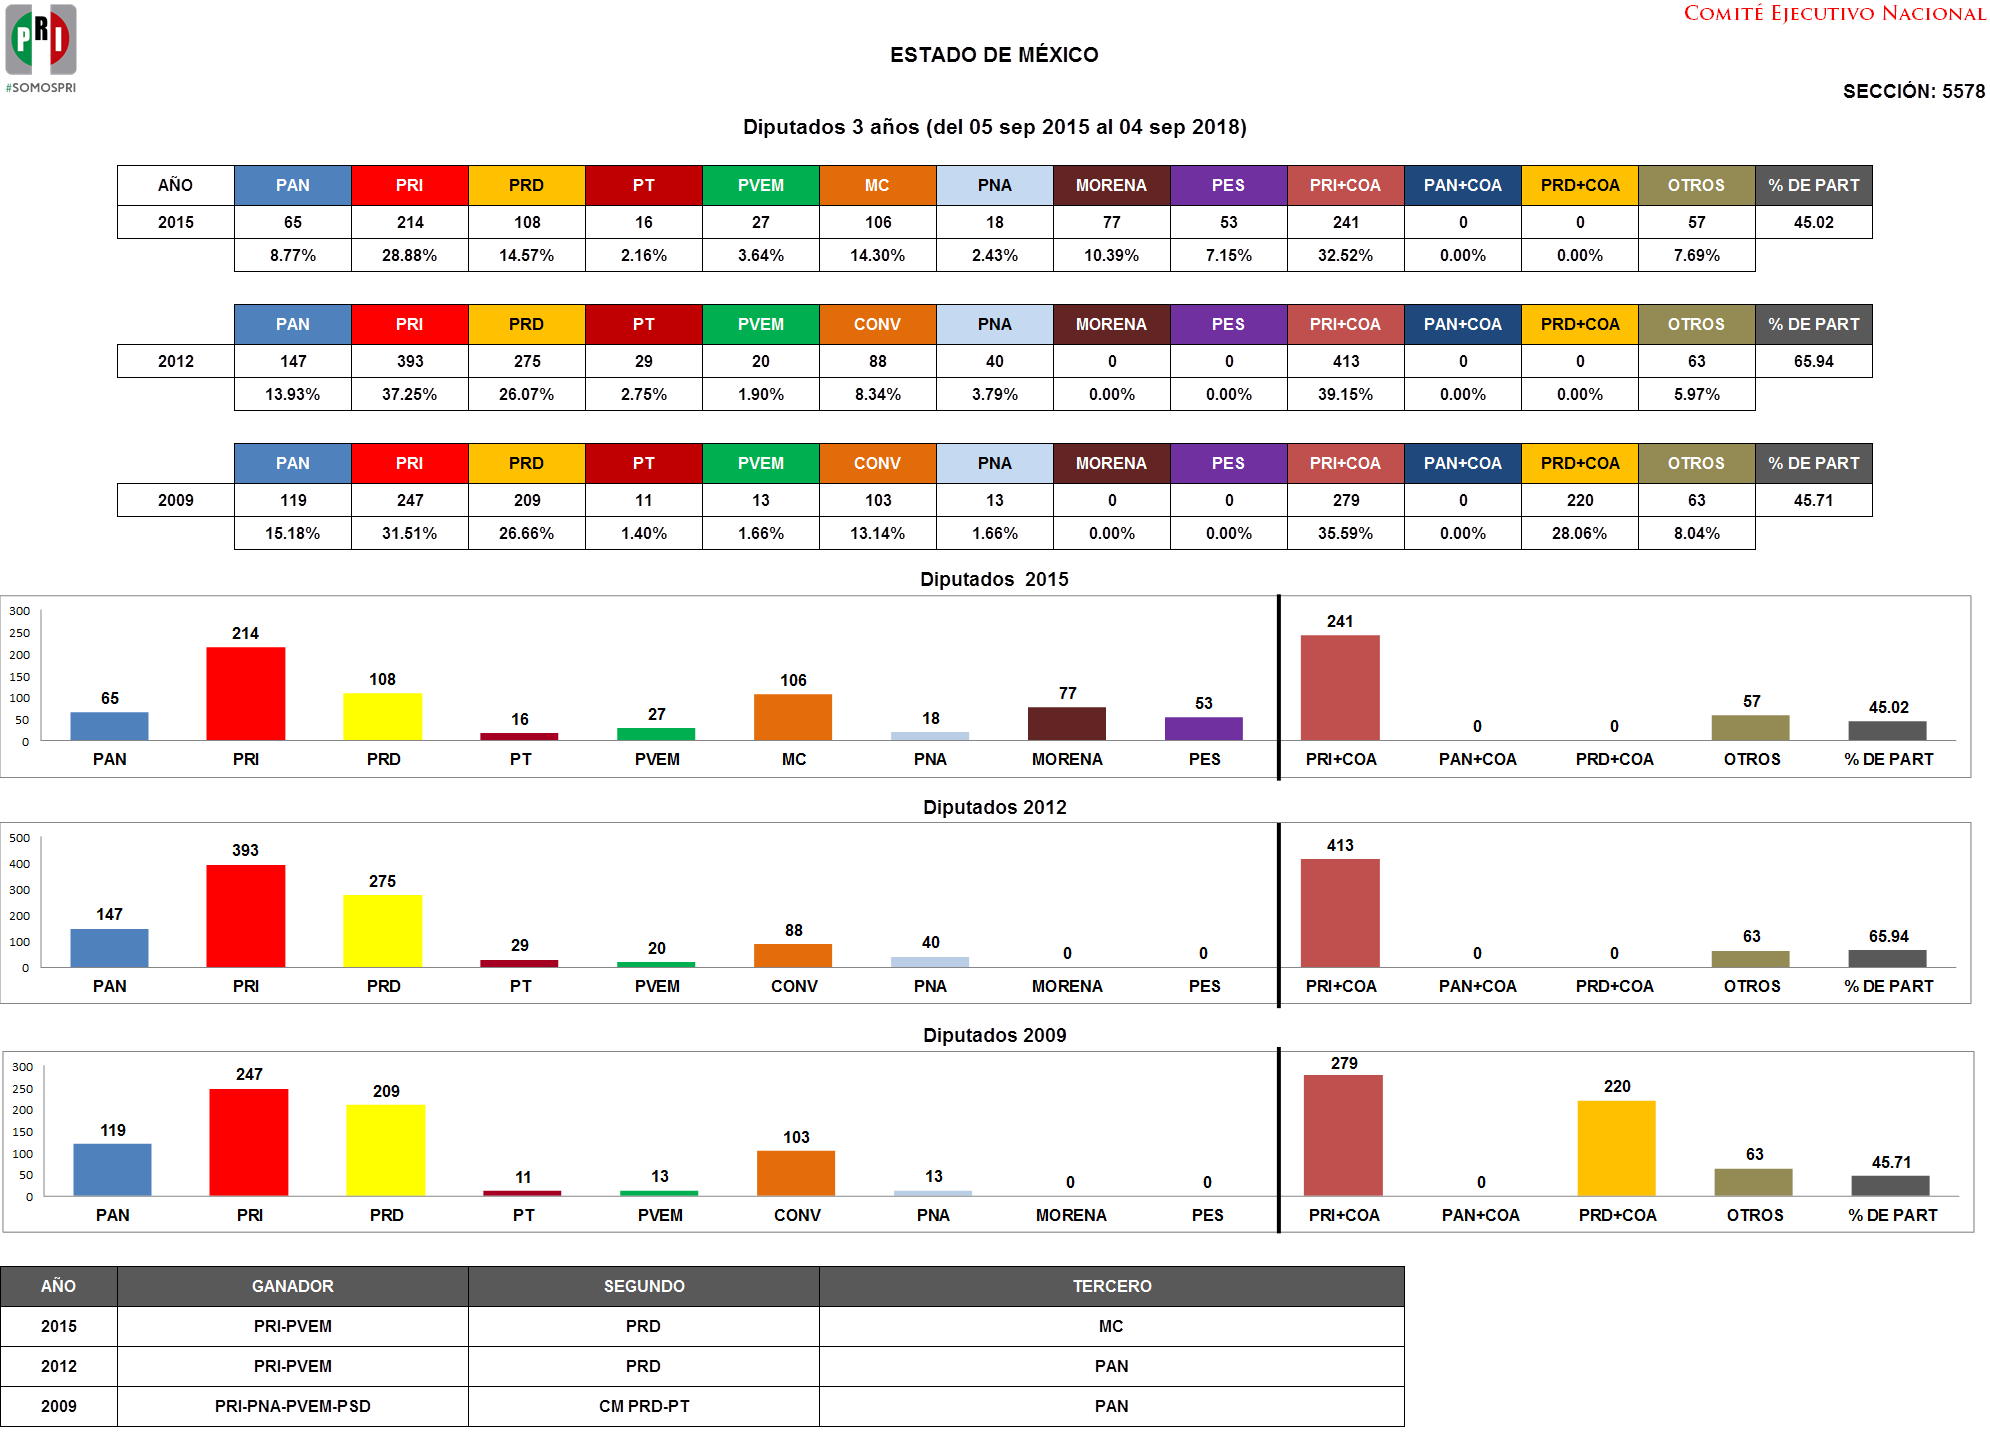 PRI
#SOMOSPRI
COMITÉ EJECUTIVO NACIONAL
ESTADO DE MÉXICO
SECCIÓN: 5578
Diputados 3 años (del 05 sep 2015 al 04 sep 2018)
AÑO PAN PRI PRD PT PVEM MC PNA MORENA PES PRI+COA PAN+COA PRD+COA OTROS % DE PART
2015 65 214 108 16 27 106 18 77 53 241 0 0 57 45.02
8.77% 28.88% 14.57% 2.16% 3.64% 14.30% 2.43% 10.39% 7.15% 32.52% 0.00% 0.00% 7.69%
PAN PRI PRD PT PVEM CONV PNA MORENA PES PRI+COA PAN+COA PRD+COA OTROS % DE PART
2012 147 393 275 29 20 88 40 0 0 413 0 0 63 65.94
13.93% 37.25% 26.07% 2.75% 1.90% 8.34% 3.79% 0.00% 0.00% 39.15% 0.00% 0.00% 5.97%
PAN PRI PRD PT PVEM CONV PNA MORENA PES PRI+COA PAN+COA PRD+COA OTROS % DE PART
2009 119 247 209 11 13 103 13 0 0 279 0 220 63 45.71
15.18% 31.51% 26.66% 1.40% 1.66% 13.14% 1.66% 0.00% 0.00% 35.59% 0.00% 28.06% 8.04%
Diputados 2015
300
250
200
150
100
50
0
65 214 108 16 27 106 18 77 53 241 0 0 57 45.02
PAN PRI PRD PT PVEM MC PNA MORENA PES PRI+COA PAN+COA PRD+COA OTROS % DE PART
Diputados 2012
500
400
300
200
100
0
147 393 275 29 20 88 40 0 0 413 0 0 63 65.94
PAN PRI PRD PT PVEM CONV PNA MORENA PES PRI+COA PAN+COA PRD+COA OTROS % DE PART
Diputados 2009
300
250
200
150
100
50
0
119 247 209 11 13 103 13 0 0 279 0 220 63 45.71
PAN PRI PRD PT PVEM CONV PNA MORENA PES PRI+COA PAN+COA PRD+COA OTROS % DE PART
AÑO GANADOR SEGUNDO TERCERO
2015 PRI-PVEM PRD MC
2012 PRI-PVEM PRD PAN
2009 PRI-PNA-PVEM-PSD CM PRD-PT PAN